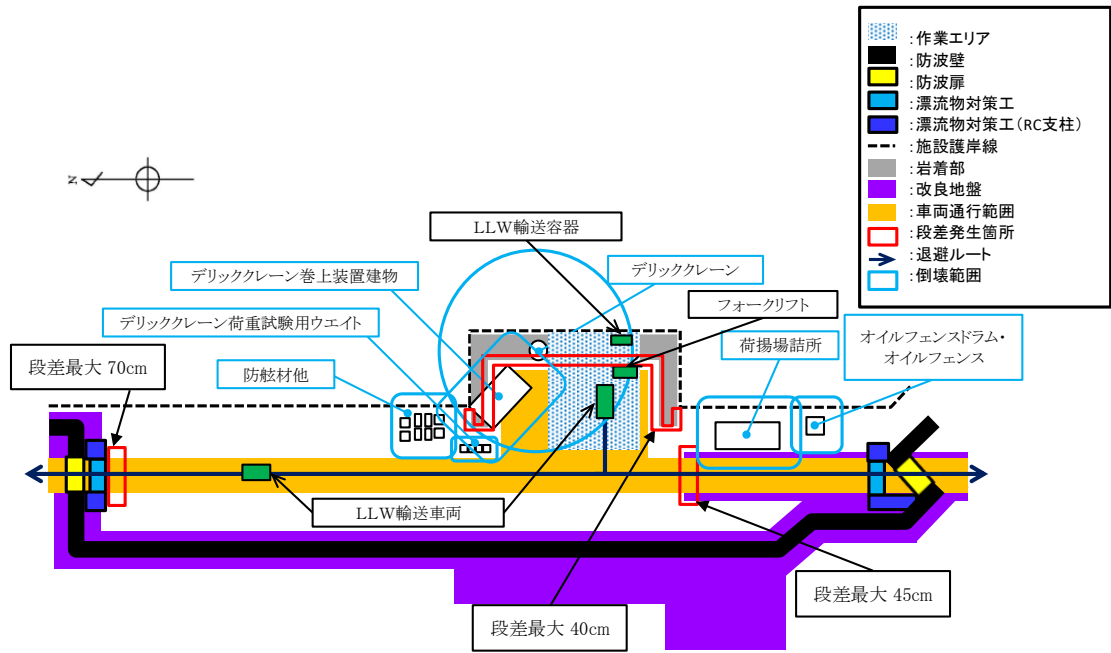 :作業エリア
:防波壁
:防波扉
:漂流物対策工
:漂流物対策工(RC支柱)
:施設護岸線
:岩着部
:改良地盤
:車両通行範囲
:段差発生箇所
:退避ルート
:倒壊範囲
N
LLW輸送容器
デリッククレーン巻上装置建物
デリッククレーン
フォークリフト
デリッククレーン荷重試験用ウエイト
荷揚場詰所
オイルフェンスドラム・
オイルフェンス
段差最大 70cm
防舷材他
LLW輸送車両
段差最大 45cm
段差最大 40cm